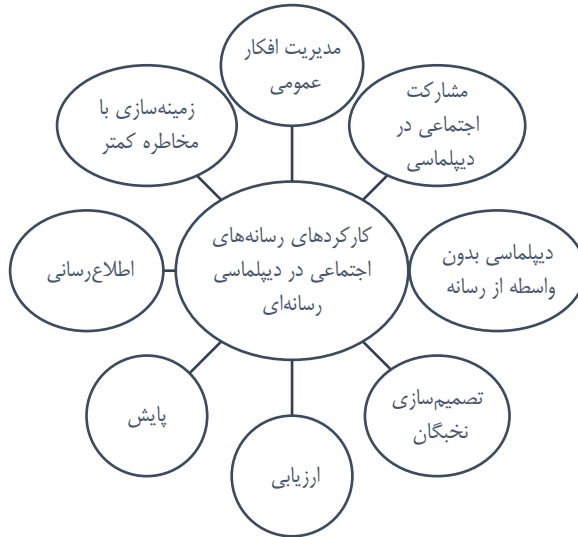 مدیریت افکار
عمومی
مشارکت
اجتماعی در
دیپلماسی
دیپلماسی بدون
واسطه از رسانه
تصمیم‌سازی
نخبگان
ارزیابی
پایش
اطلاع‌رسانی
زمینه‌سازی با
مخاطره کمتر
کارکردهای رسانه‌های
اجتماعی در دیپلماسی
رسانه‌ای